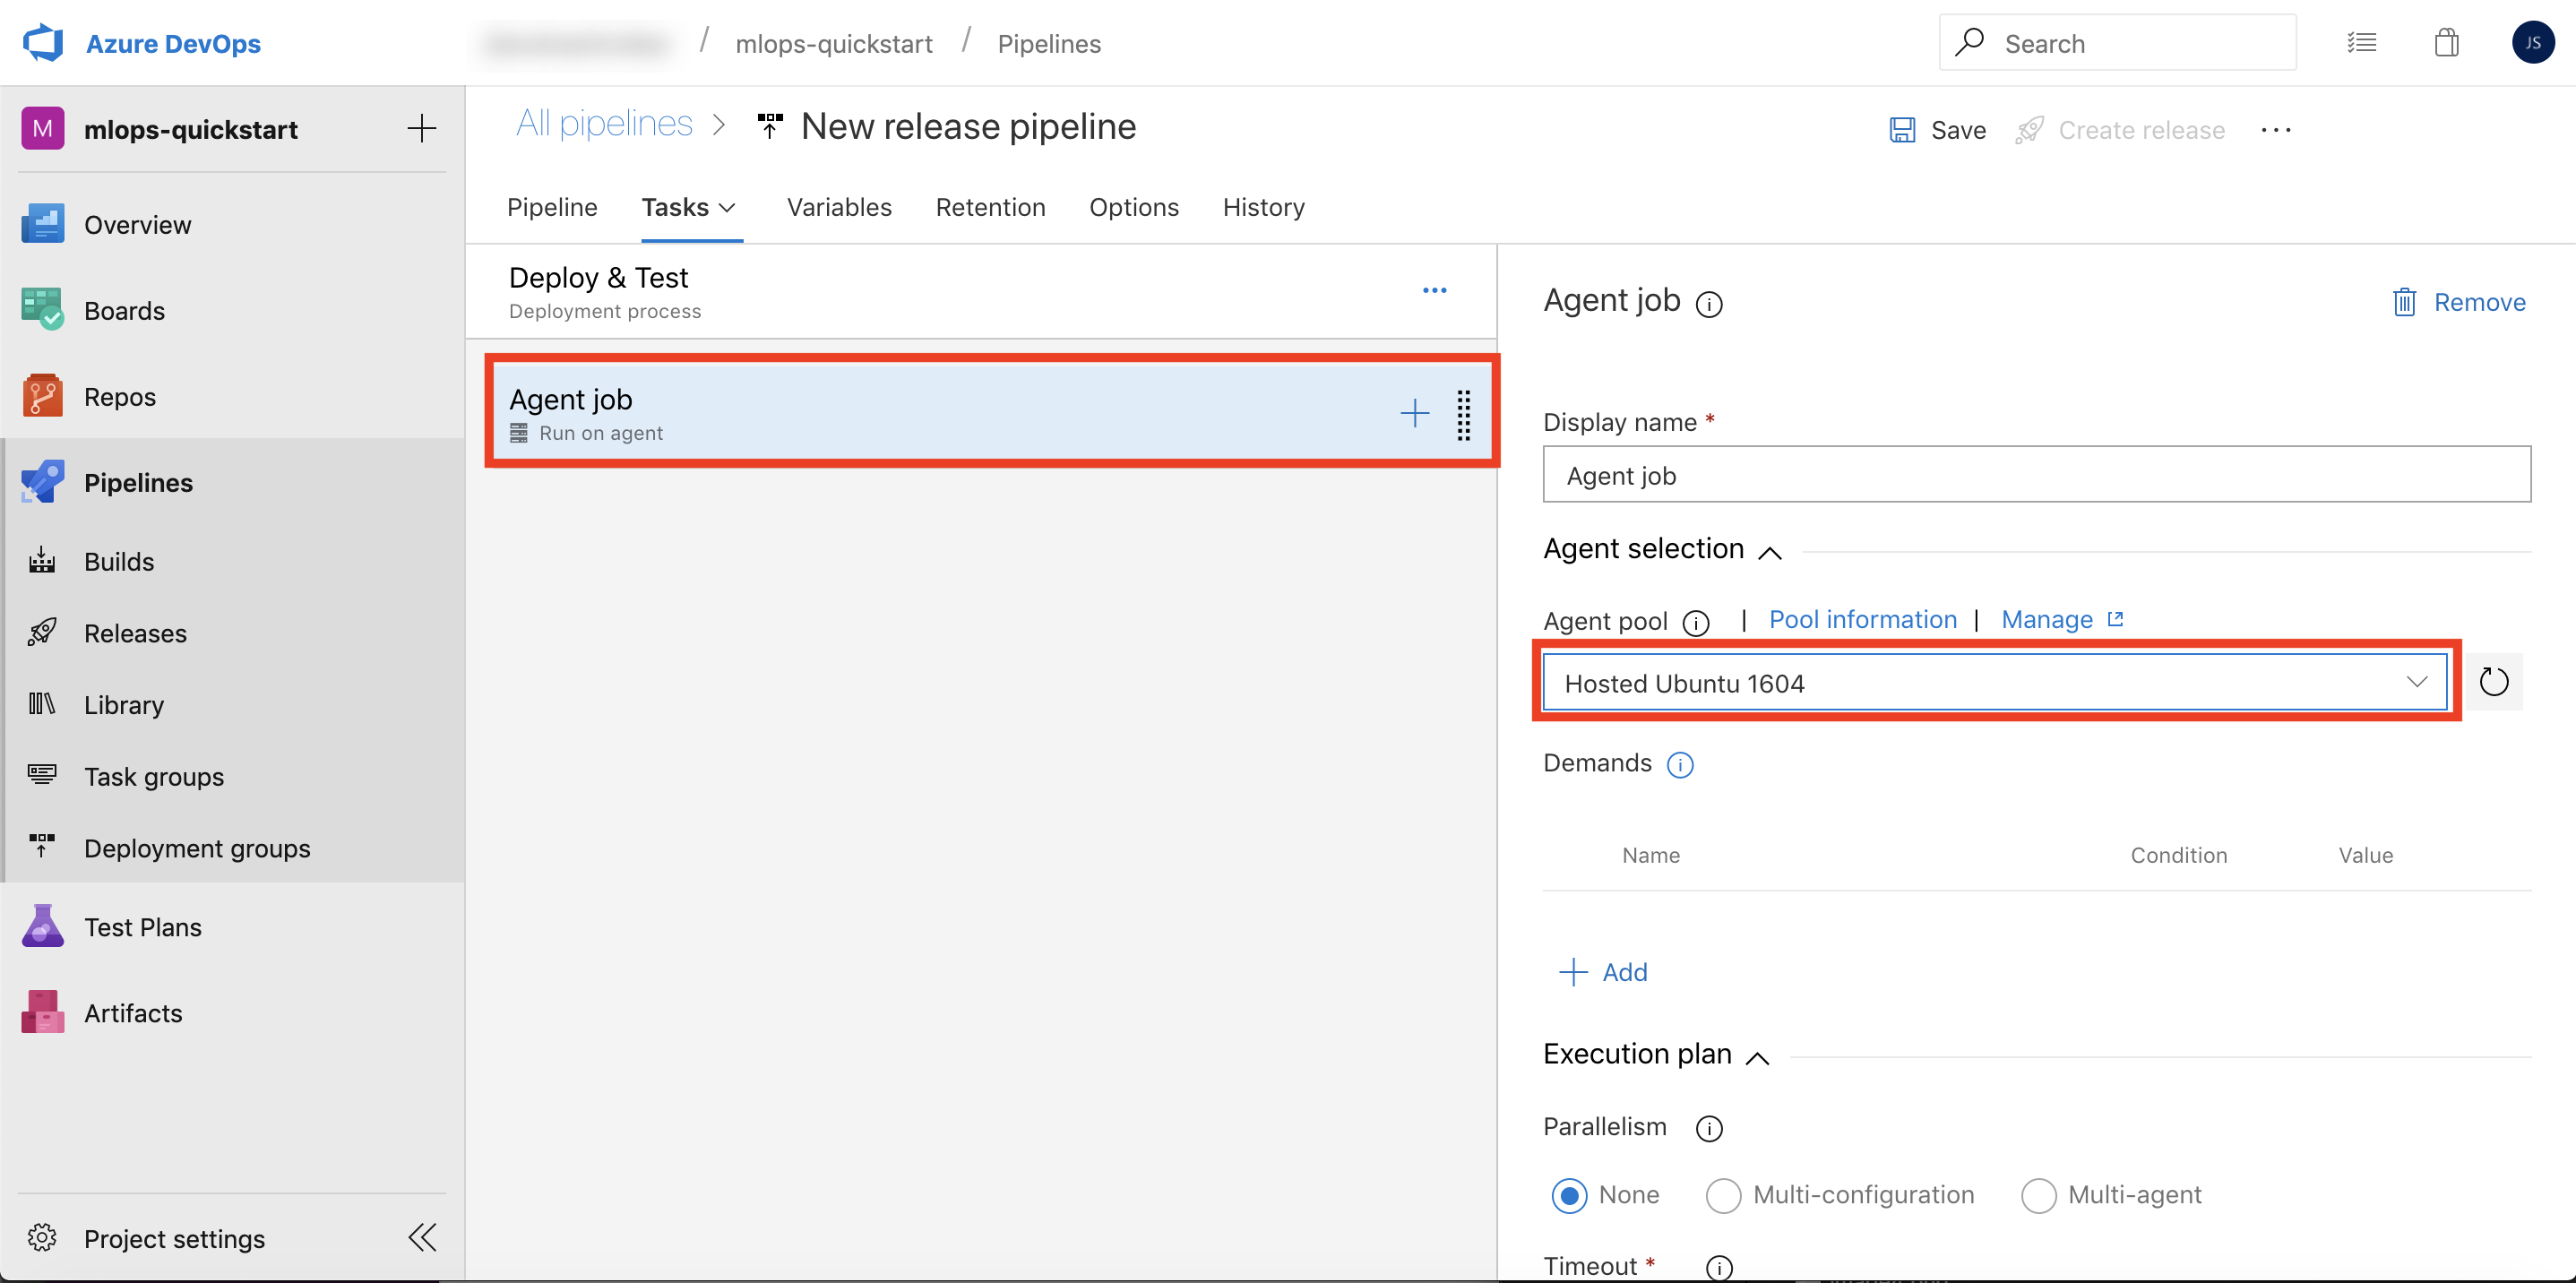 Azure DevOps
/ mlops-quickstart / Pipelines
Search
JS
M mlops-quickstart
Overview
Boards
Repos
Pipelines
Builds
Releases
Library
Task groups
Deployment groups
Test Plans
Artifacts
Project settings
All pipelines > New release pipeline
Save Create release ...
Pipeline Tasks Variables Retention Options History
Deploy & Test
Deployment process
Agent job
Run on agent
Agent job
Remove
Display name *
Agent job
Agent selection
Agent pool | Pool information | Manage
Hosted Ubuntu 1604
Demands
Name Condition Value
+ Add
Execution plan
Parallelism
None Multi-configuration Multi-agent
Timeout *